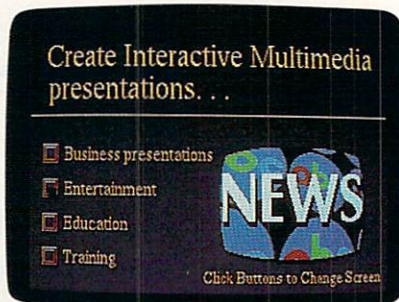 Create Interactive Multimedia
presentations. . .
Business presentations
Entertainment
Education
Training
NEWS
Click Buttons to Change Screen